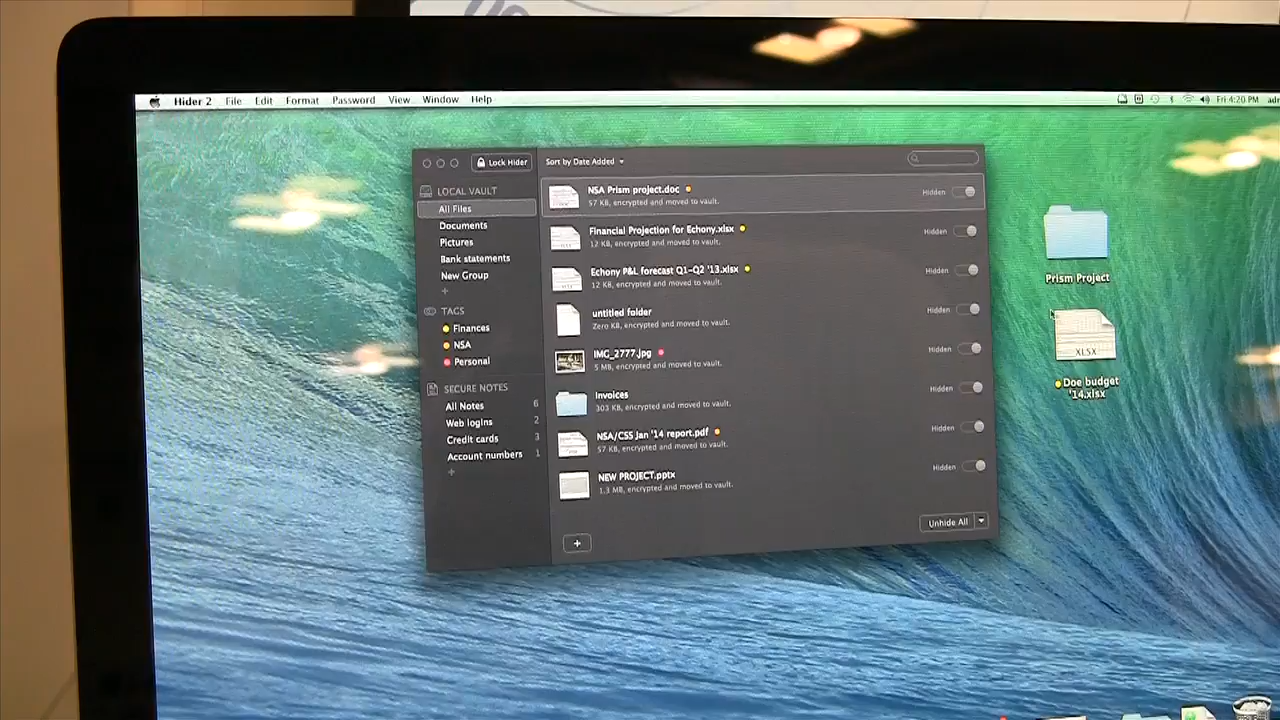 Hider 2 File Edit Format Password View Window Help
Fri 4:20 PM
Lock Hider
Sort by Date Added
LOCAL VAULT
All Files
Documents
Pictures
Bank statements
New Group
+
TAGS
Finances
NSA
Personal
SECURE NOTES
All Notes 6
Web logins 2
Credit cards 3
Account numbers 1
+
NSA Prism project.doc
57 KB, encrypted and moved to vault.
Hidden
Financial Projection for Echony.xlsx
12 KB, encrypted and moved to vault.
Hidden
Echony P&L forecast Q1-Q2 '13.xlsx
12 KB, encrypted and moved to vault.
Hidden
untitled folder
Zero KB, encrypted and moved to vault.
Hidden
IMG_2777.jpg
5 MB, encrypted and moved to vault.
Hidden
Invoices
303 KB, encrypted and moved to vault.
Hidden
NSA/CSS Jan '14 report.pdf
57 KB, encrypted and moved to vault.
Hidden
NEW PROJECT.pptx
1.3 MB, encrypted and moved to vault.
Hidden
+
Unhide All
Prism Project
XLSX
Doe budget
'14.xlsx